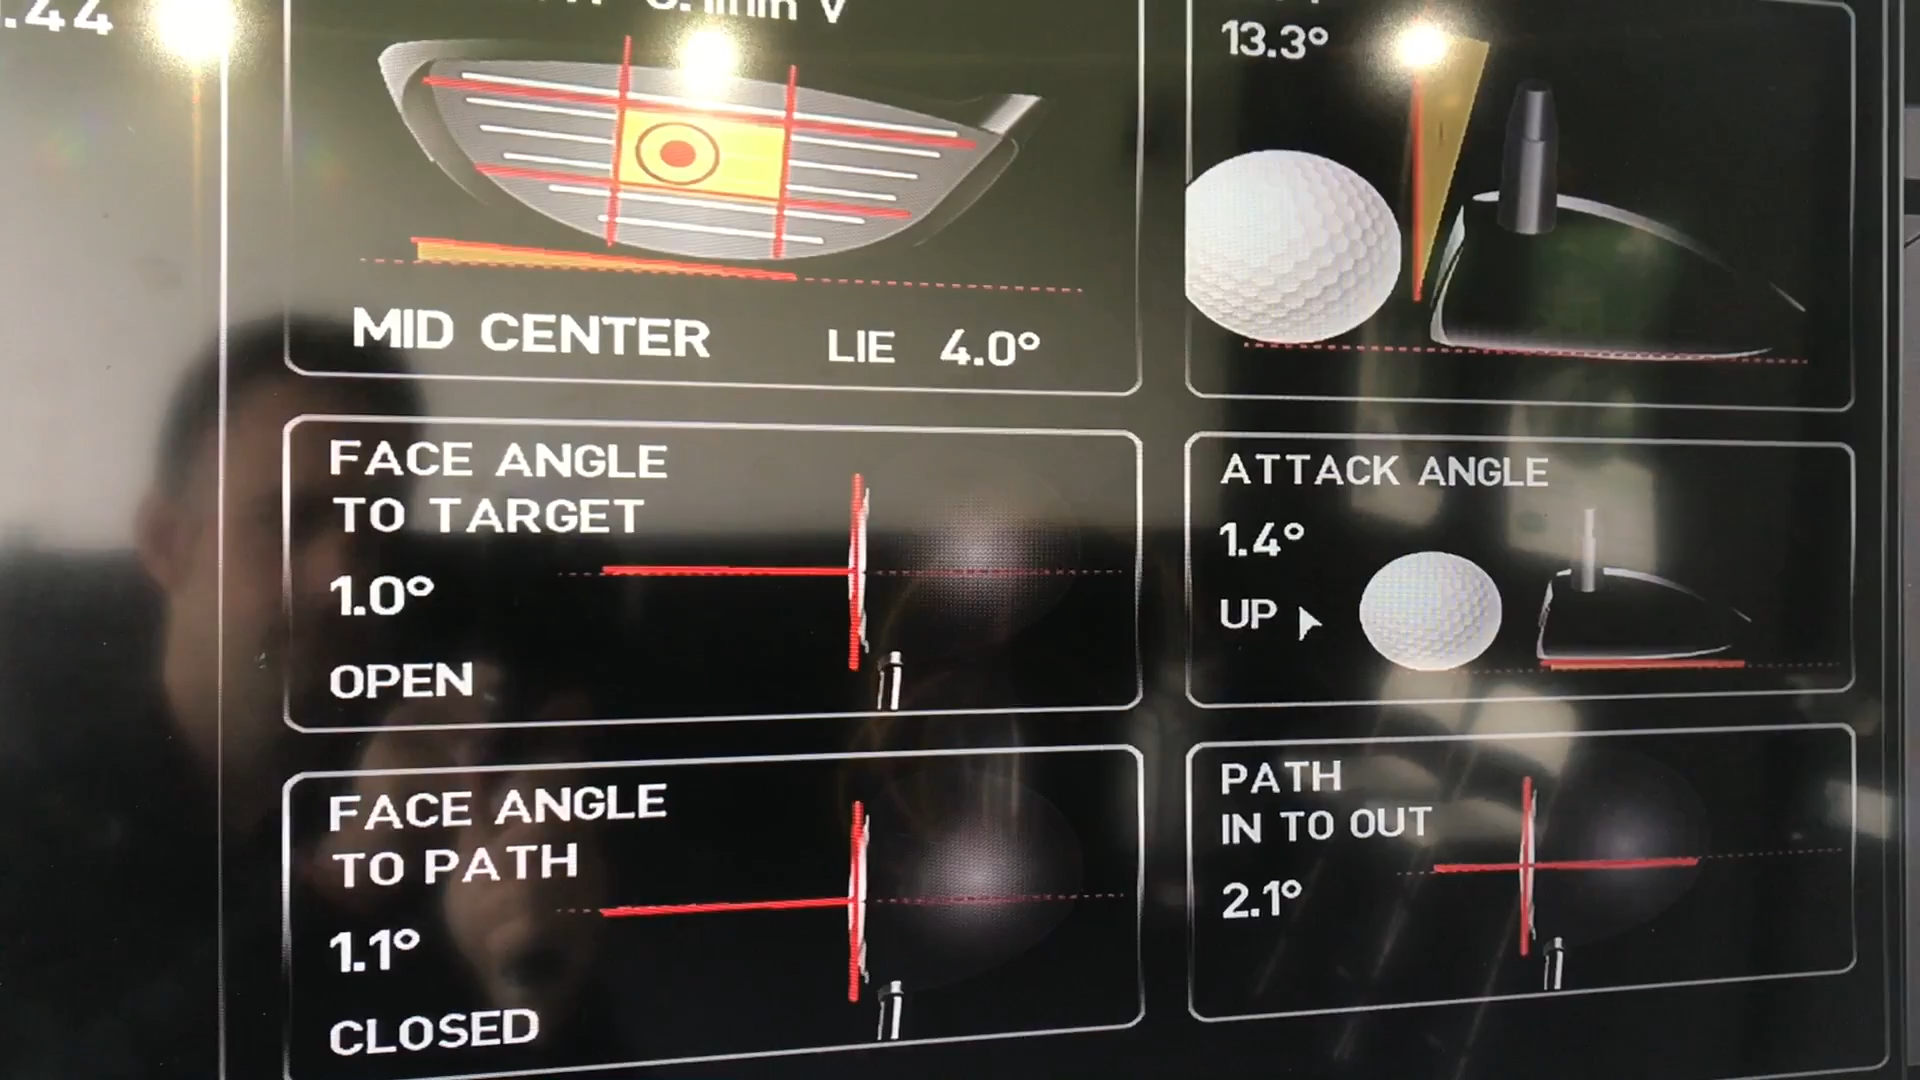 .44
13.3°
MID CENTER LIE 4.0°
FACE ANGLE
TO TARGET
1.0°
OPEN
ATTACK ANGLE
1.4°
UP
FACE ANGLE
TO PATH
1.1°
CLOSED
PATH
IN TO OUT
2.1°